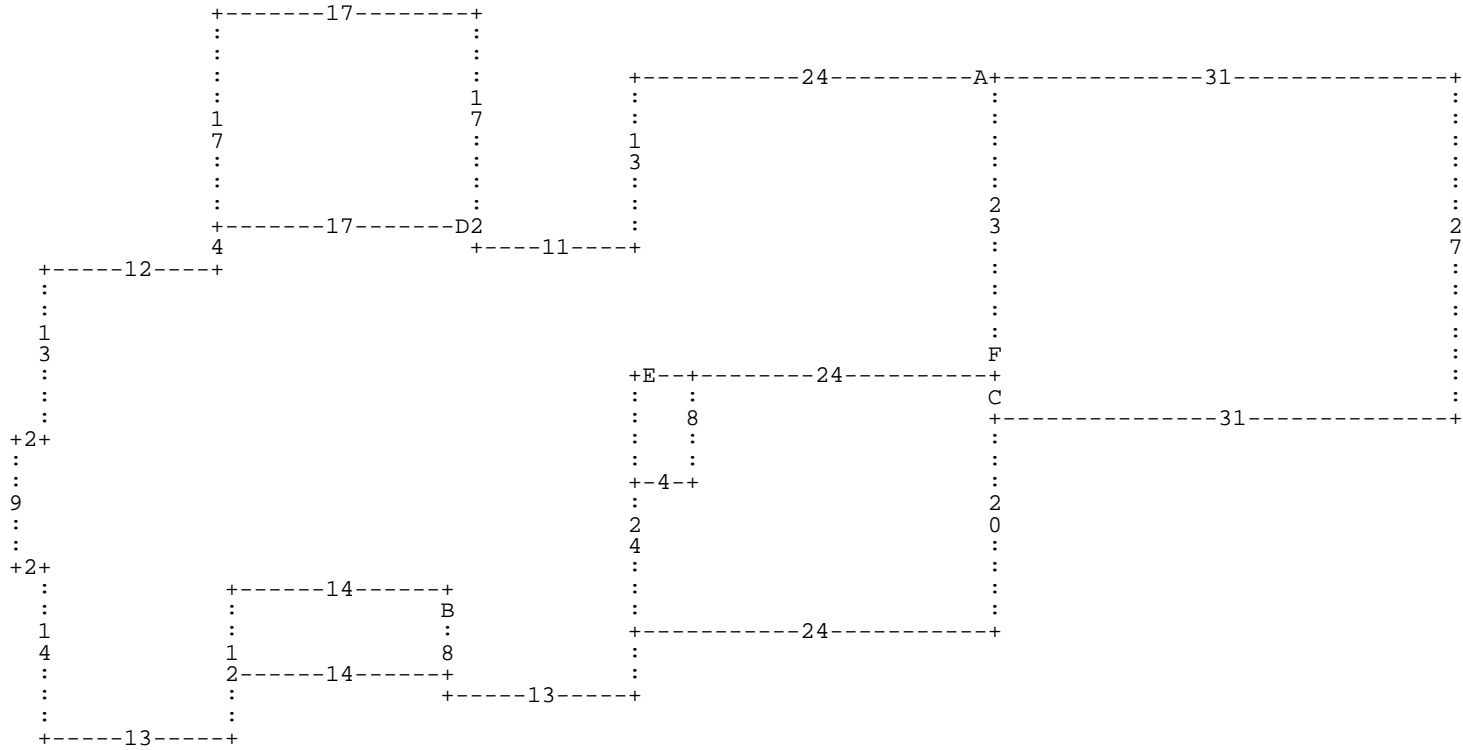 +-------17--------+
              :                 :
              :                 :
              :                 :          +-----------24----------A+--------------31---------------+
              :                 1          :                        :                               :
              1                 7          :                        :                               :
              7                 :          1                        :                               :
              :                 :          3                        :                               :
              :                 :          :                        :                               :
              :                 :          :                        2                               :
              +-------17-------D2          :                        3                               2
              4                 +----11----+                        :                               7
  +-----12----+                                                     :                               :
  :                                                                 :                               :
  :                                                                 :                               :
  1                                                                 :                               :
  3                                                                 F                               :
  :                                        +E--+--------24----------+                               :
  :                                        :   :                    C                               :
  :                                        :   8                    +---------------31--------------+
+2+                                        :   :                    :
:                                          :   :                    :
:                                          +-4-+                    :
9                                          :                        2
:                                          2                        0
:                                          4                        :
+2+                                        :                        :
  :            +------14------+            :                        :
  :            :              B            :                        :
  1            :              :            +-----------24-----------+
  4            1              8            :
  :            2------14------+            :
  :            :              +-----13-----+
  :            :
  +-----13-----+